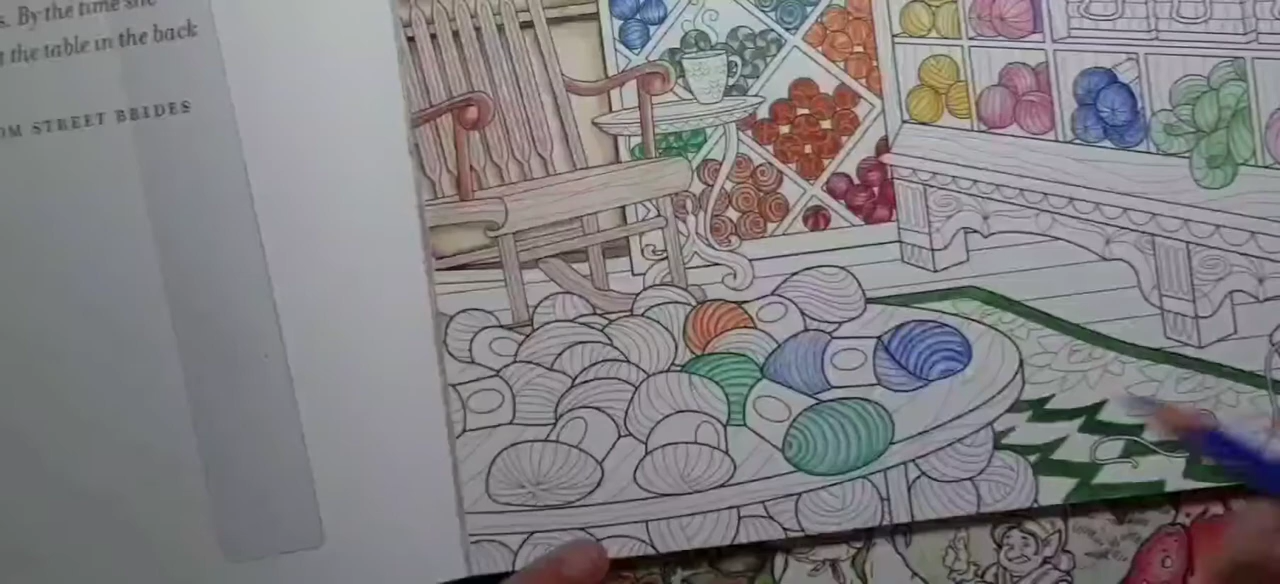 s. By the time she
the table in the back
OM STREET BRIDES